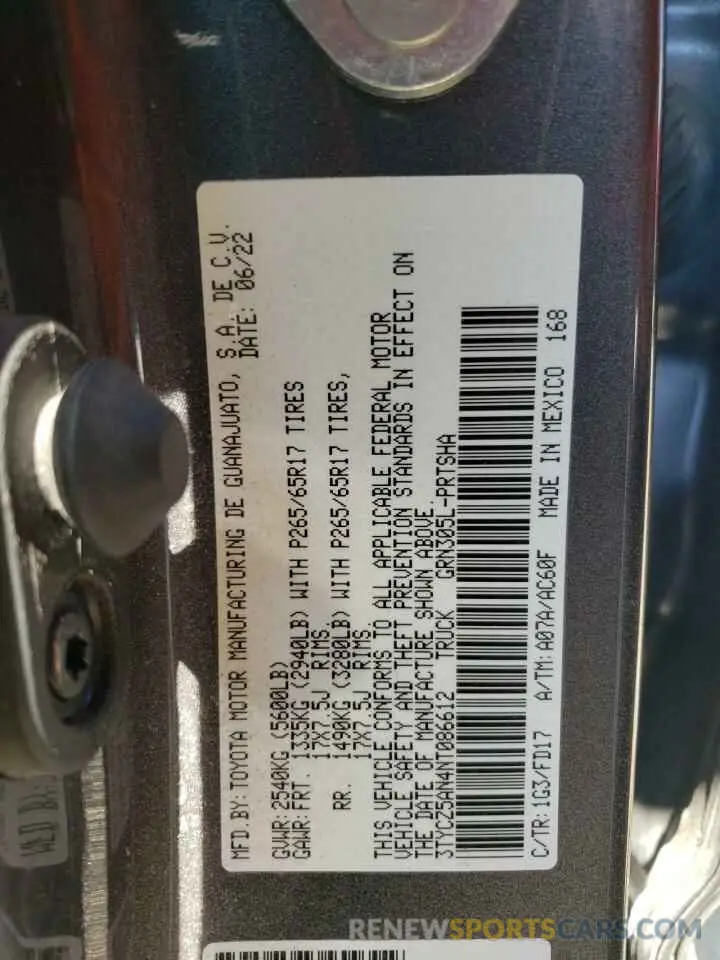 MFD.BY:TOYOTA MOTOR MANUFACTURING DE GUANAJUATO, S.A. DE C.V.
DATE: 06/22
GVWR:2540KG (5600LB)
GAWR:FRT. 1335KG (2940LB) WITH P265/65R17 TIRES
17X7.5J RIMS
RR. 1490KG (3280LB) WITH P265/65R17 TIRES,
17X7.5J RIMS.
THIS VEHICLE CONFORMS TO ALL APPLICABLE FEDERAL MOTOR
VEHICLE SAFETY AND THEFT PREVENTION STANDARDS IN EFFECT ON
THE DATE OF MANUFACTURE SHOWN ABOVE.
3TYCZ5AN4NT086612 TRUCK GRN305L-PRTSHA
C/TR:1G3/FD17 A/TM:A07A/AC60F MADE IN MEXICO 168
RENEWSPORTSCARS.COM